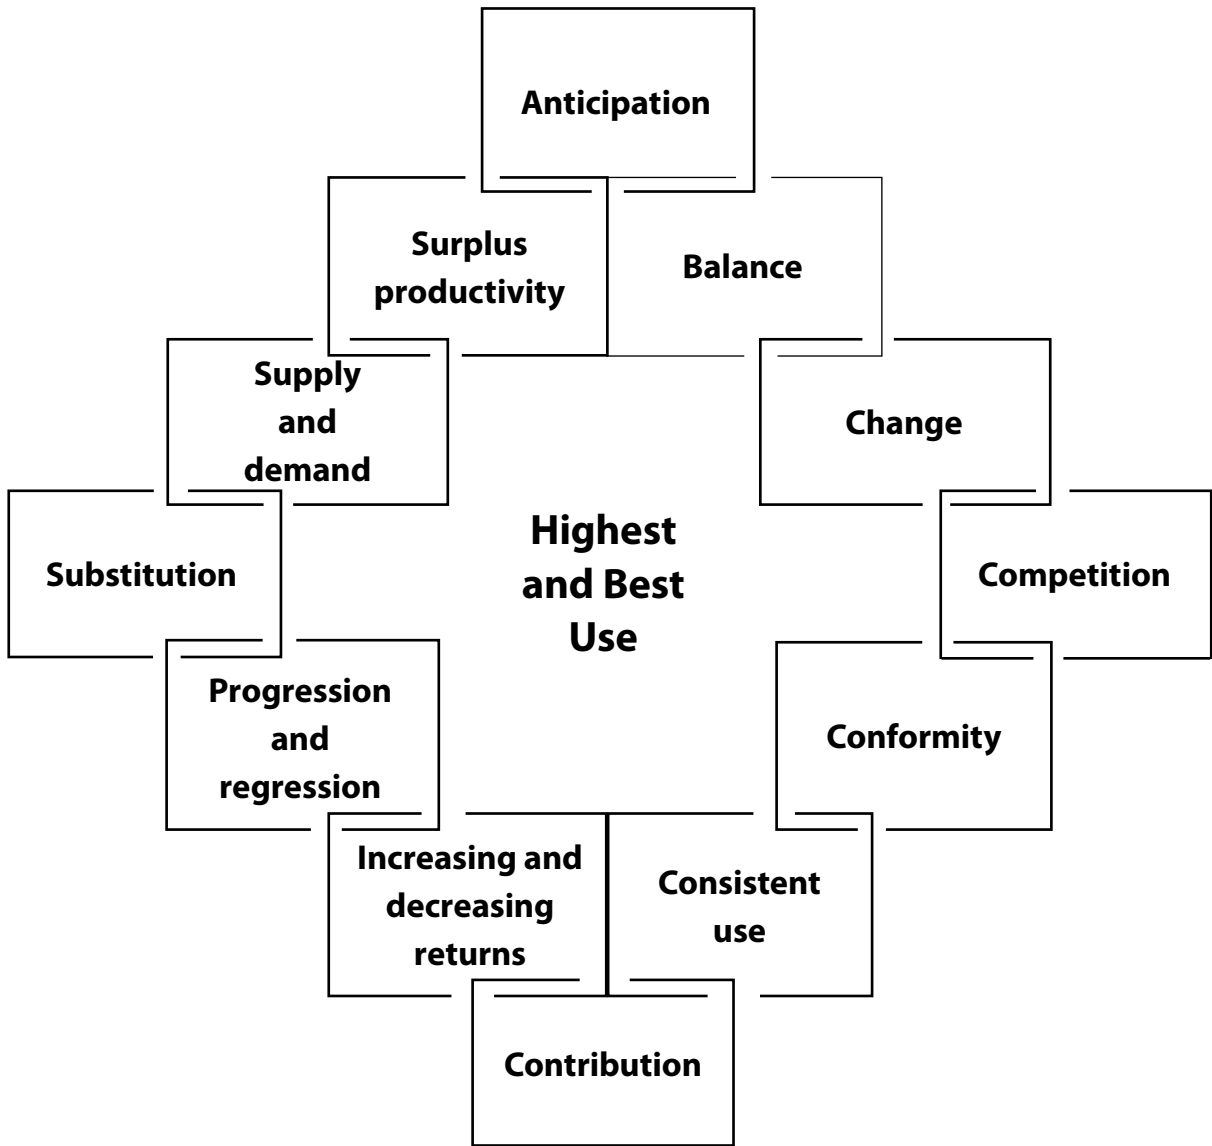 Anticipation
Surplus
productivity
Balance
Supply
and
demand
Change
Highest
and Best
Use
Substitution
Competition
Progression
and
regression
Conformity
Increasing and
decreasing
returns
Consistent
use
Contribution